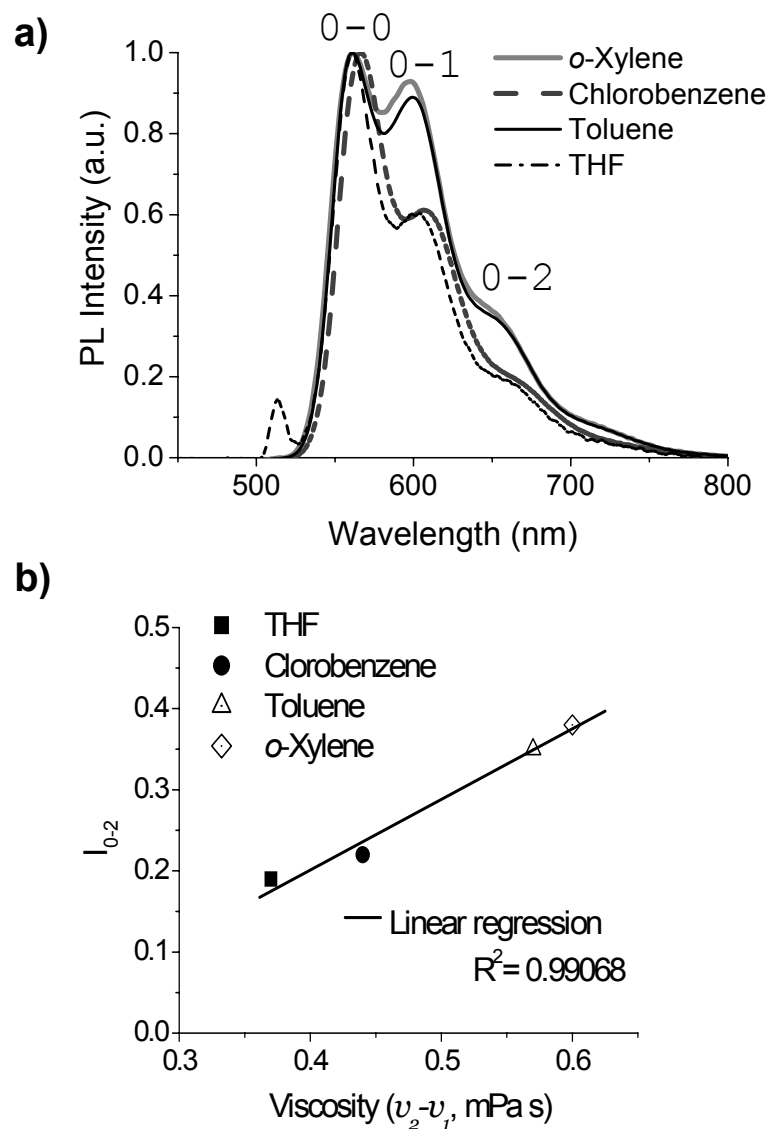 a)
0-0
0-1
0-2
o-Xylene
Chlorobenzene
Toluene
THF
PL Intensity (a.u.)
1.0
0.8
0.6
0.4
0.2
0.0
500 600 700 800
Wavelength (nm)
b)
THF
Clorobenzene
Toluene
o-Xylene
I0-2
0.5
0.4
0.3
0.2
0.1
0.0
Linear regression
R²= 0.99068
0.3 0.4 0.5 0.6
Viscosity (υ₂-υ₁, mPa s)